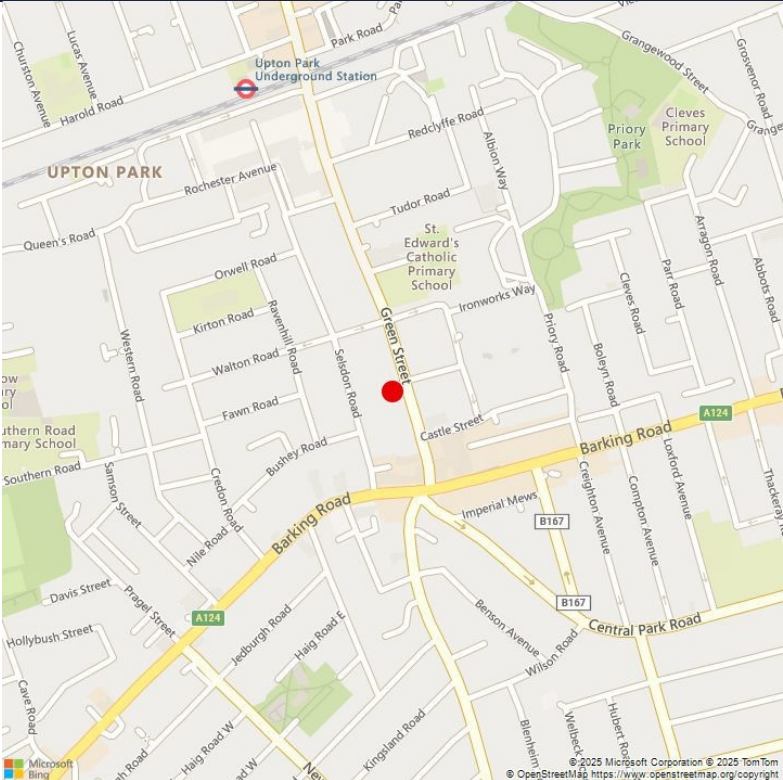 Park Road
Upton Park
Underground Station
Churston Avenue
Lucas Avenue
Harold Road
Grangewood Street
Grosvenor Road
Cleves
Primary
School
Priory
Park
Redclyffe Road
Albion Way
UPTON PARK
Rochester Avenue
Tudor Road
Queen's Road
St.
Edward's
Catholic
Primary
School
Arragon Road
Orwell Road
Ironworks Way
Cleves Road
Parr Road
Abbots Road
Kirton Road
Ravenhill Road
Green Street
Western Road
Walton Road
Selsdon Road
Priory Road
Boleyn Road
Fawn Road
Castle Street
A124
Barking Road
Southern Road
Bushey Road
Samson Street
Credon Road
Loxford Avenue
Creighton Avenue
Compton Avenue
Thackeray
Imperial Mews
B167
Nile Road
Barking Road
Davis Street
Pragel Street
A124
B167
Benson Avenue
Central Park Road
Hollybush Street
Jedburgh Road
Haig Road E
Wilson Road
Cave Road
Haig Road W
Kingsland Road
Blenheim
Welbeck
Hubert Road
Microsoft
Bing
© 2025 Microsoft Corporation © 2025 TomTom
© OpenStreetMap https://www.openstreetmap.org/copyright